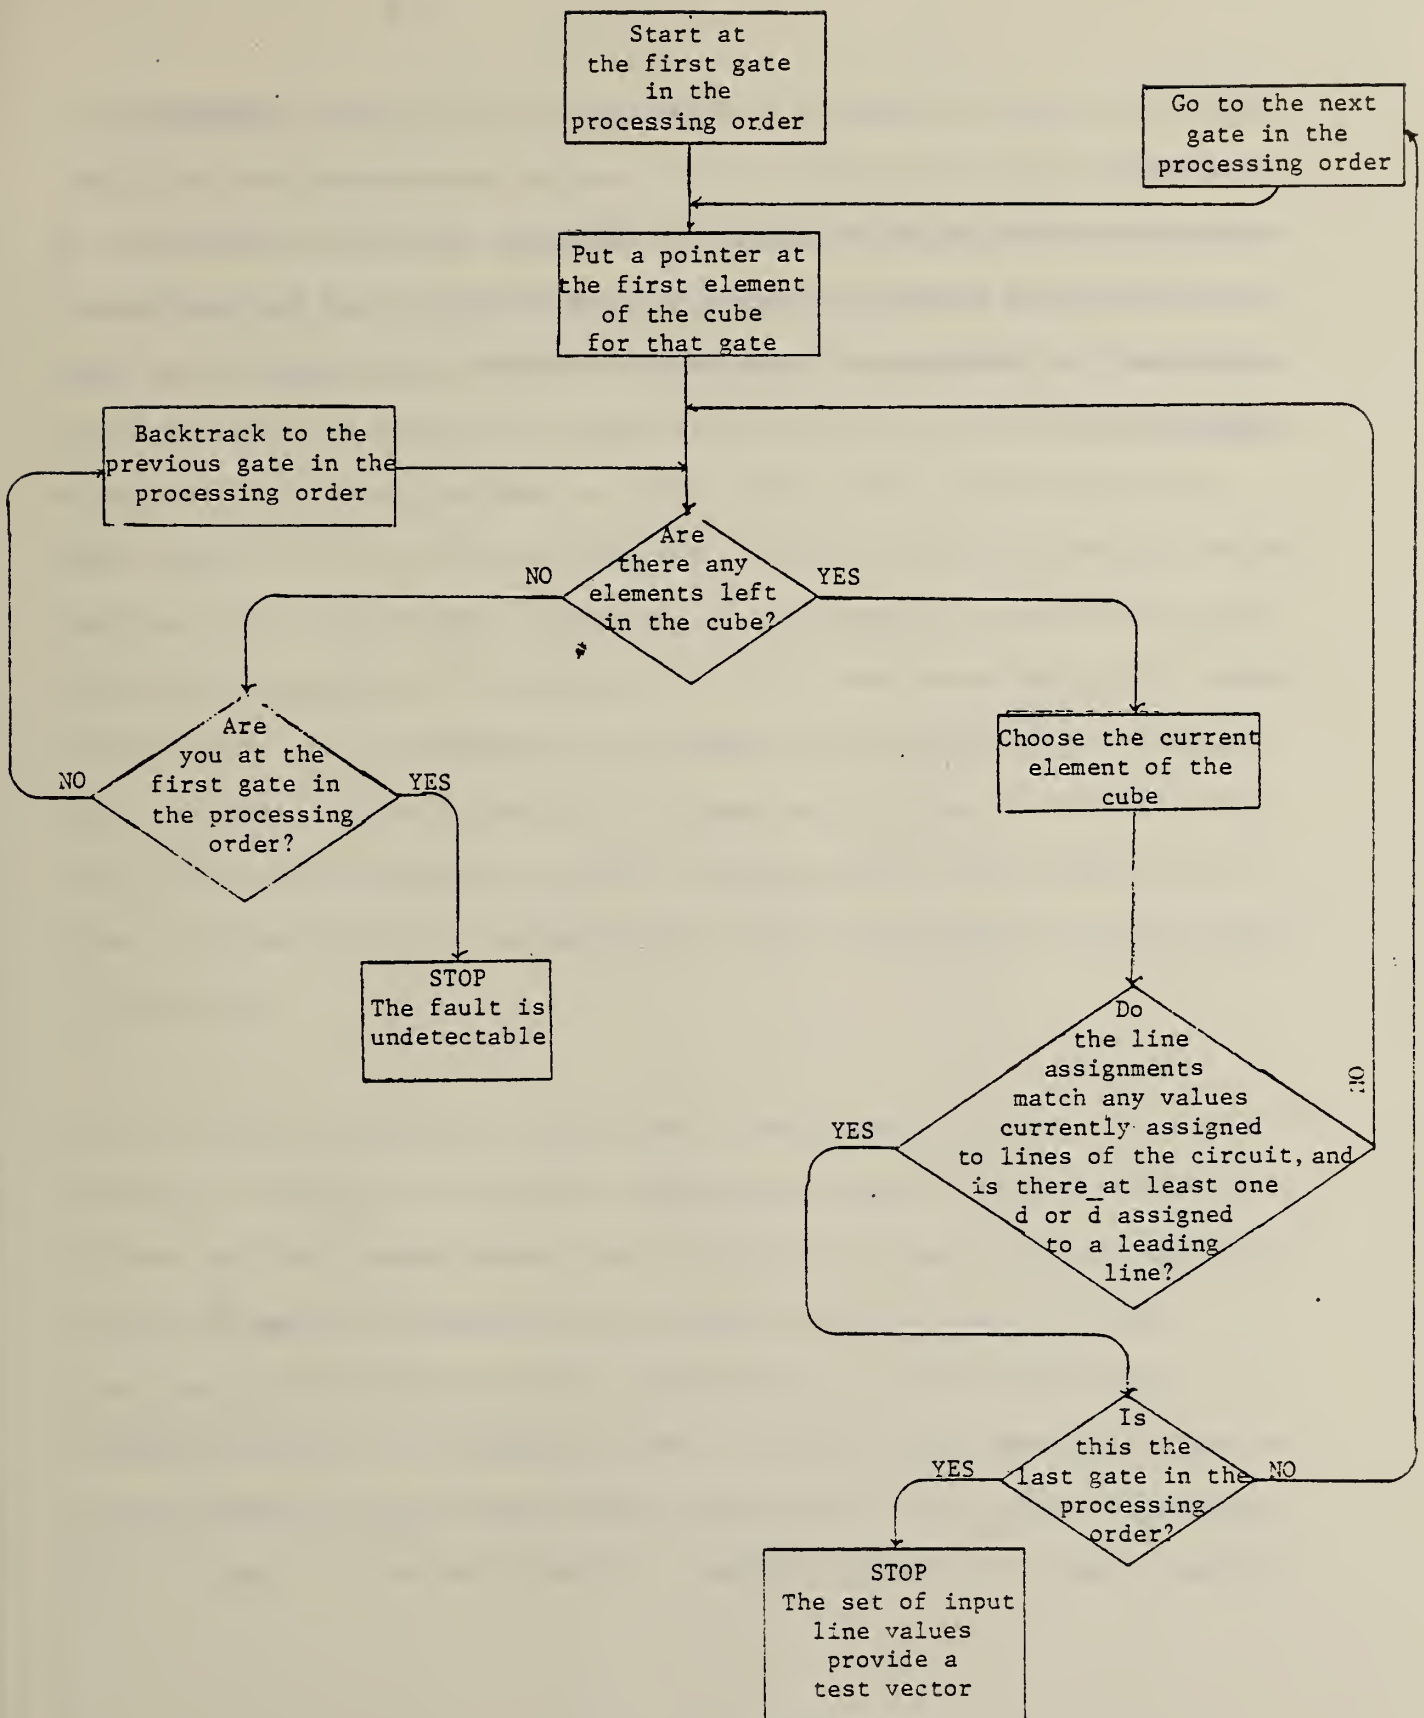 Start at
the first gate
in the
processing order
Go to the next
gate in the
processing order
Put a pointer at
the first element
of the cube
for that gate
Backtrack to the
previous gate in the
processing order
Are
there any
elements left
in the cube?
NO
YES
Are
you at the
first gate in
the processing
order?
NO
YES
Choose the current
element of the
cube
STOP
The fault is
undetectable
Do
the line
assignments
match any values
currently assigned
to lines of the circuit, and
is there at least one
d or d̅ assigned
to a leading
line?
YES
NO
Is
this the
last gate in the
processing
order?
YES
NO
STOP
The set of input
line values
provide a
test vector